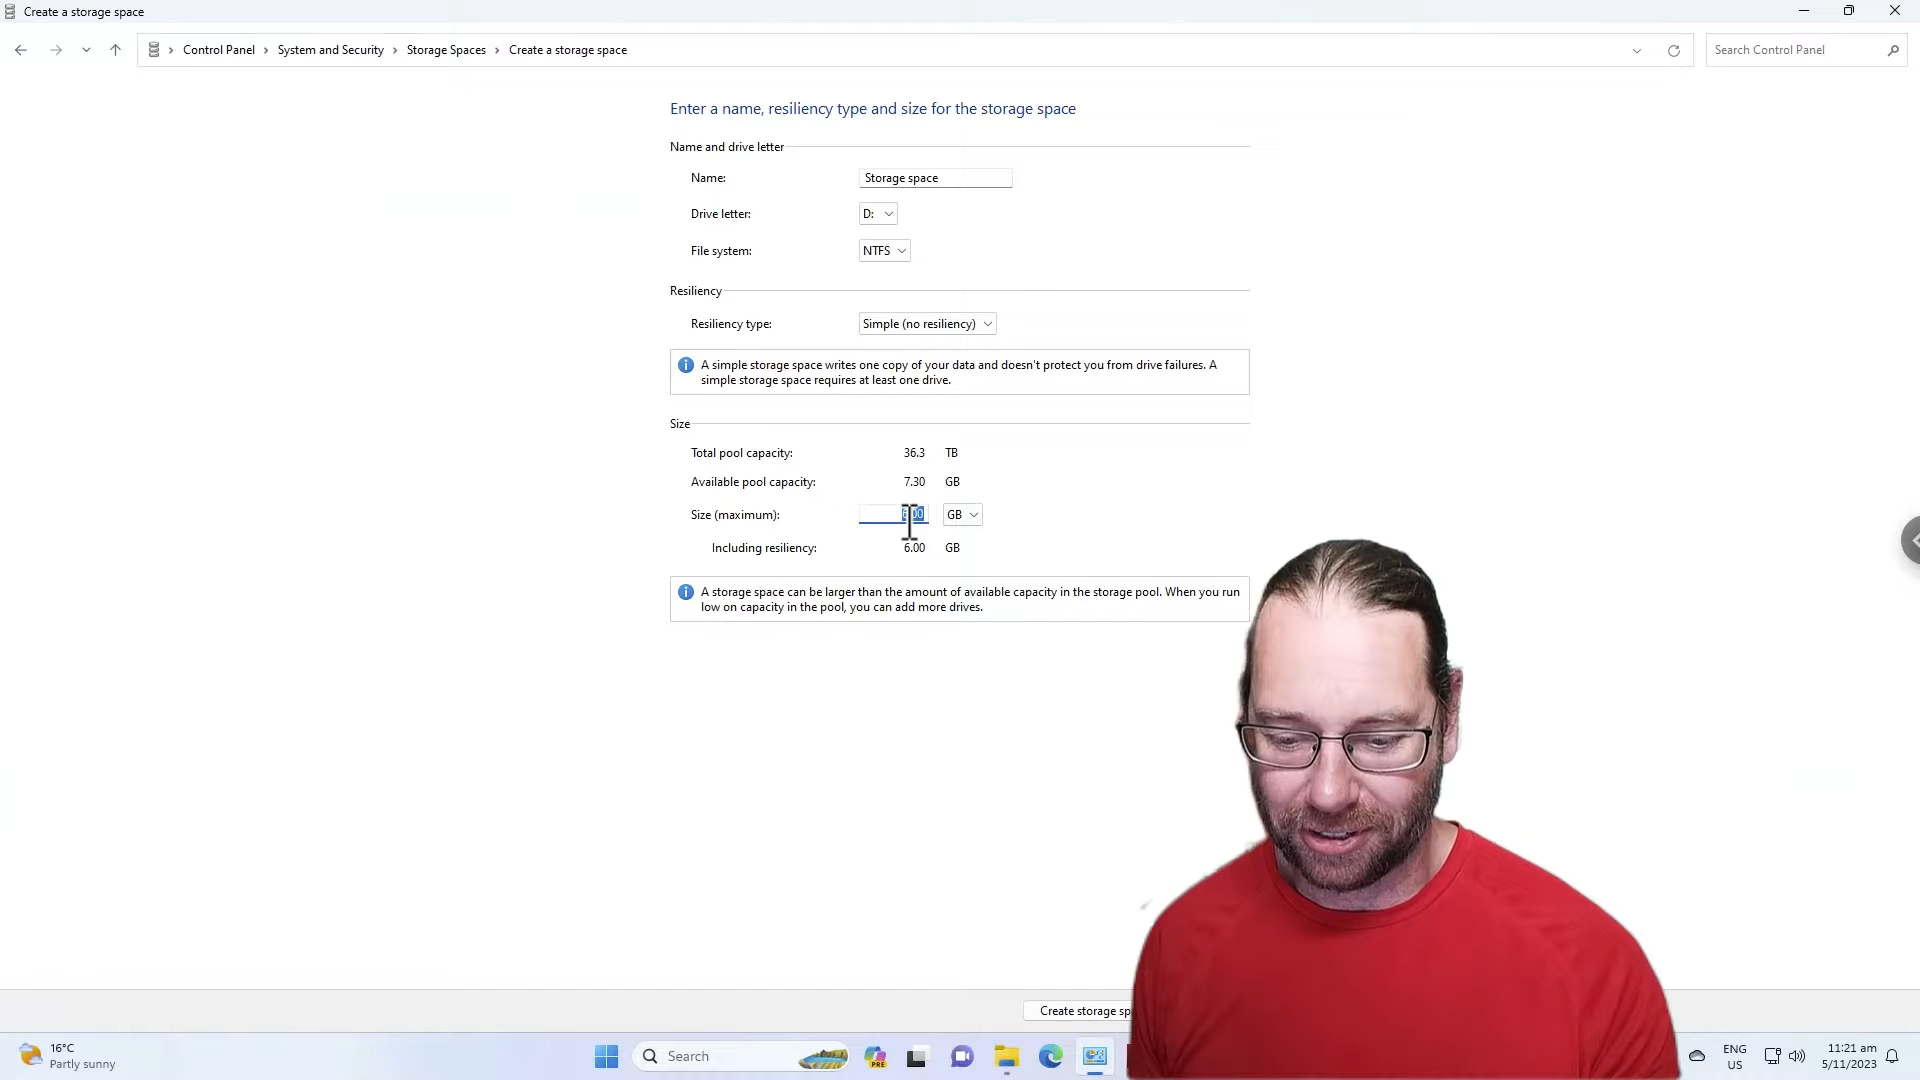 Create a storage space
Control Panel > System and Security > Storage Spaces > Create a storage space
Search Control Panel
Enter a name, resiliency type and size for the storage space
Name and drive letter
Name: Storage space
Drive letter: D:
File system: NTFS
Resiliency
Resiliency type: Simple (no resiliency)
A simple storage space writes one copy of your data and doesn't protect you from drive failures. A
simple storage space requires at least one drive.
Size
Total pool capacity: 36.3 TB
Available pool capacity: 7.30 GB
Size (maximum): GB
Including resiliency: 6.00 GB
A storage space can be larger than the amount of available capacity in the storage pool. When you run
low on capacity in the pool, you can add more drives.
Create storage
16°C
Partly sunny
Search
PRE
ENG
US
11:21 am
5/11/2023